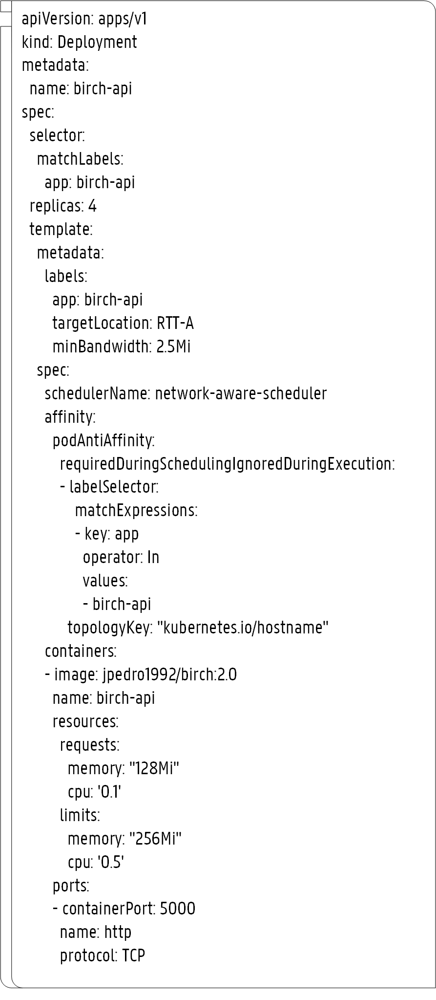 apiVersion: apps/v1
kind: Deployment
metadata:
  name: birch-api
spec:
  selector:
    matchLabels:
      app: birch-api
  replicas: 4
  template:
    metadata:
      labels:
        app: birch-api
        targetLocation: RTT-A
        minBandwidth: 2.5Mi
    spec:
      schedulerName: network-aware-scheduler
      affinity:
        podAntiAffinity:
          requiredDuringSchedulingIgnoredDuringExecution:
          - labelSelector:
              matchExpressions:
              - key: app
                operator: In
                values:
                - birch-api
            topologyKey: "kubernetes.io/hostname"
      containers:
      - image: jpedro1992/birch:2.0
        name: birch-api
        resources:
          requests:
            memory: "128Mi"
            cpu: '0.1'
          limits:
            memory: "256Mi"
            cpu: '0.5'
        ports:
        - containerPort: 5000
          name: http
          protocol: TCP